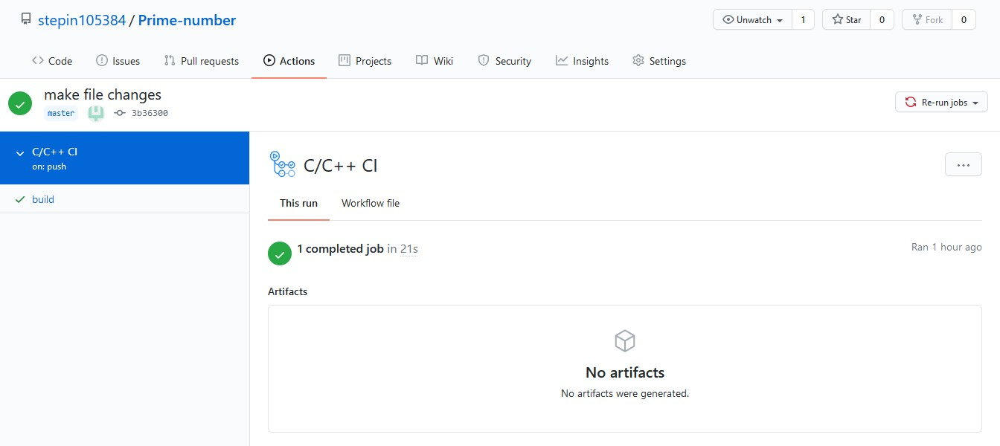 stepin105384 / Prime-number
Unwatch 1 Star 0 Fork 0
Code Issues Pull requests Actions Projects Wiki Security Insights Settings
make file changes
master 3b36300
Re-run jobs
C/C++ CI
on: push
build
C/C++ CI
...
This run Workflow file
1 completed job in 21s
Ran 1 hour ago
Artifacts
No artifacts
No artifacts were generated.